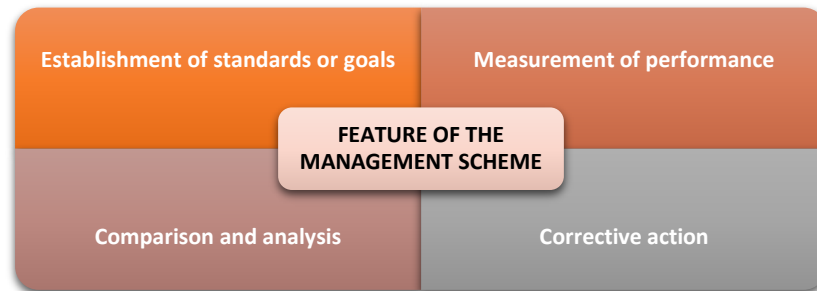 Establishment of standards or goals
Measurement of performance
FEATURE OF THE
MANAGEMENT SCHEME
Comparison and analysis
Corrective action